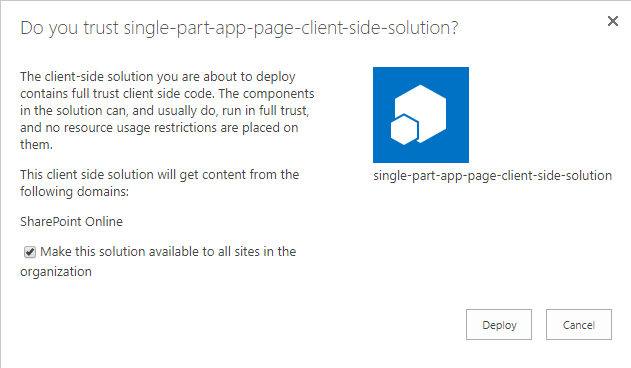 Do you trust single-part-app-page-client-side-solution?
The client-side solution you are about to deploy
contains full trust client side code. The components
in the solution can, and usually do, run in full trust,
and no resource usage restrictions are placed on
them.
This client side solution will get content from the
following domains:
SharePoint Online
Make this solution available to all sites in the
organization
single-part-app-page-client-side-solution
Deploy
Cancel